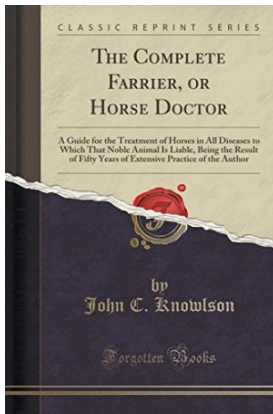 CLASSIC REPRINT SERIES
THE COMPLETE
FARRIER, OR
HORSE DOCTOR
A Guide for the Treatment of Horses in All Diseases to
Which That Noble Animal Is Liable, Being the Result
of Fifty Years of Extensive Practice of the Author
by
John C. Knowlson
Forgotten Books